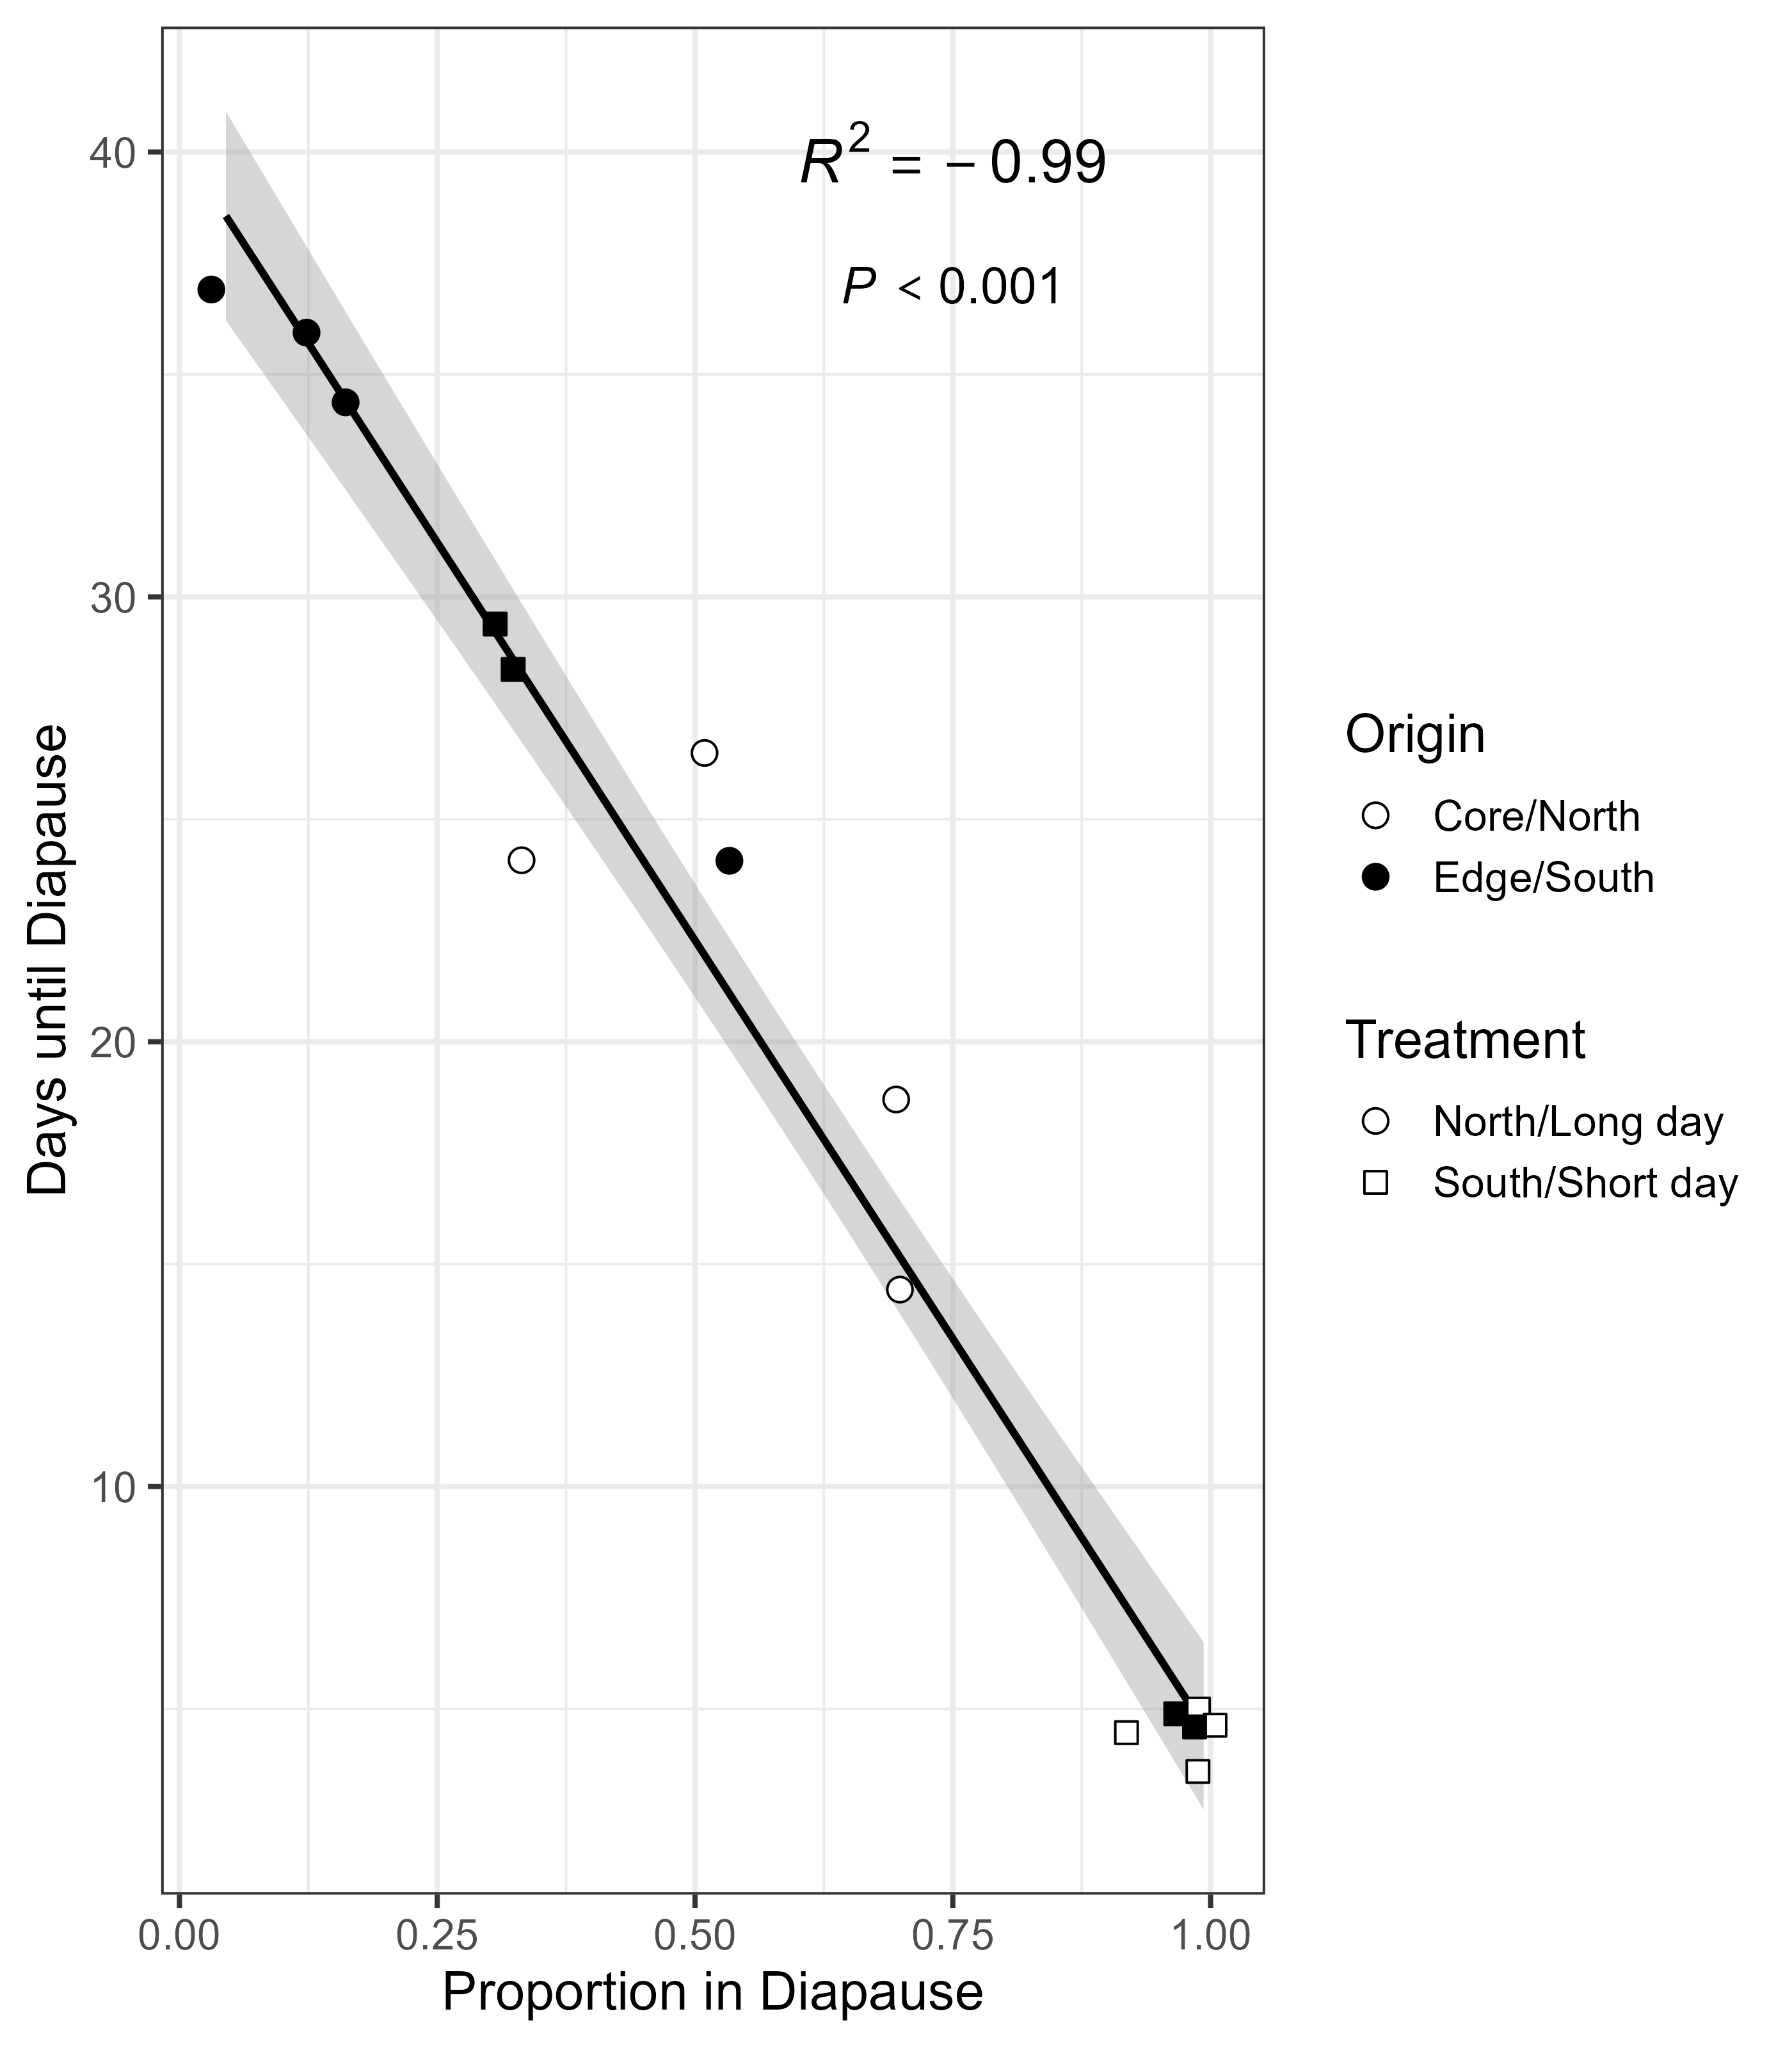 R² = − 0.99
P < 0.001
40
30
20
10
Days until Diapause
0.00 0.25 0.50 0.75 1.00
Proportion in Diapause
Origin
Core/North
Edge/South
Treatment
North/Long day
South/Short day